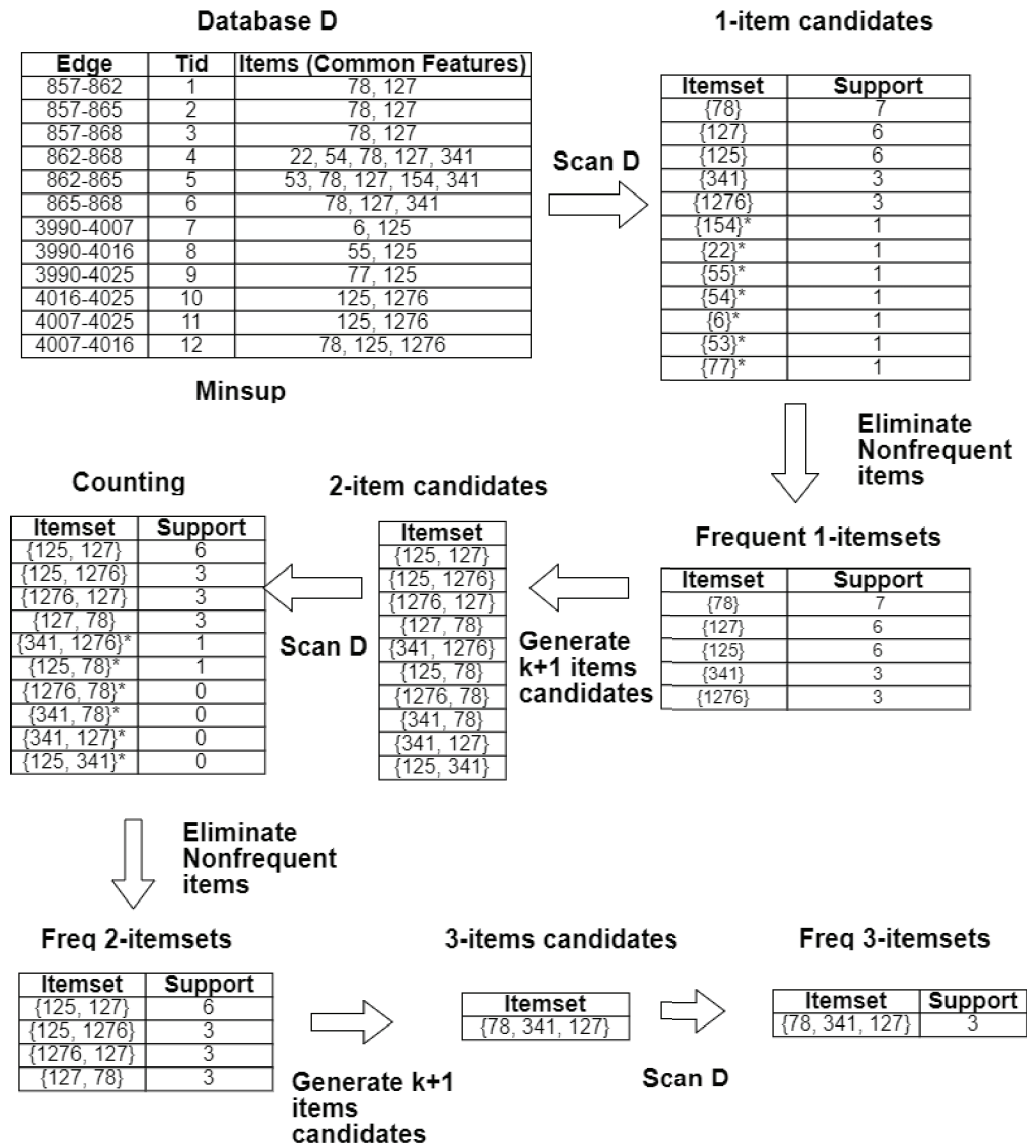 Database D
Edge Tid Items (Common Features)
857-862 1 78, 127
857-865 2 78, 127
857-868 3 78, 127
862-868 4 22, 54, 78, 127, 341
862-865 5 53, 78, 127, 154, 341
865-868 6 78, 127, 341
3990-4007 7 6, 125
3990-4016 8 55, 125
3990-4025 9 77, 125
4016-4025 10 125, 1276
4007-4025 11 125, 1276
4007-4016 12 78, 125, 1276
Minsup
Scan D
1-item candidates
Itemset Support
{78} 7
{127} 6
{125} 6
{341} 3
{1276} 3
{154}* 1
{22}* 1
{55}* 1
{54}* 1
{6}* 1
{53}* 1
{77}* 1
Eliminate
Nonfrequent
items
Frequent 1-itemsets
Itemset Support
{78} 7
{127} 6
{125} 6
{341} 3
{1276} 3
Generate
k+1 items
candidates
2-item candidates
Itemset
{125, 127}
{125, 1276}
{1276, 127}
{127, 78}
{341, 1276}
{125, 78}
{1276, 78}
{341, 78}
{341, 127}
{125, 341}
Scan D
Counting
Itemset Support
{125, 127} 6
{125, 1276} 3
{1276, 127} 3
{127, 78} 3
{341, 1276}* 1
{125, 78}* 1
{1276, 78}* 0
{341, 78}* 0
{341, 127}* 0
{125, 341}* 0
Eliminate
Nonfrequent
items
Freq 2-itemsets
Itemset Support
{125, 127} 6
{125, 1276} 3
{1276, 127} 3
{127, 78} 3
Generate k+1
items
candidates
3-items candidates
Itemset
{78, 341, 127}
Scan D
Freq 3-itemsets
Itemset Support
{78, 341, 127} 3